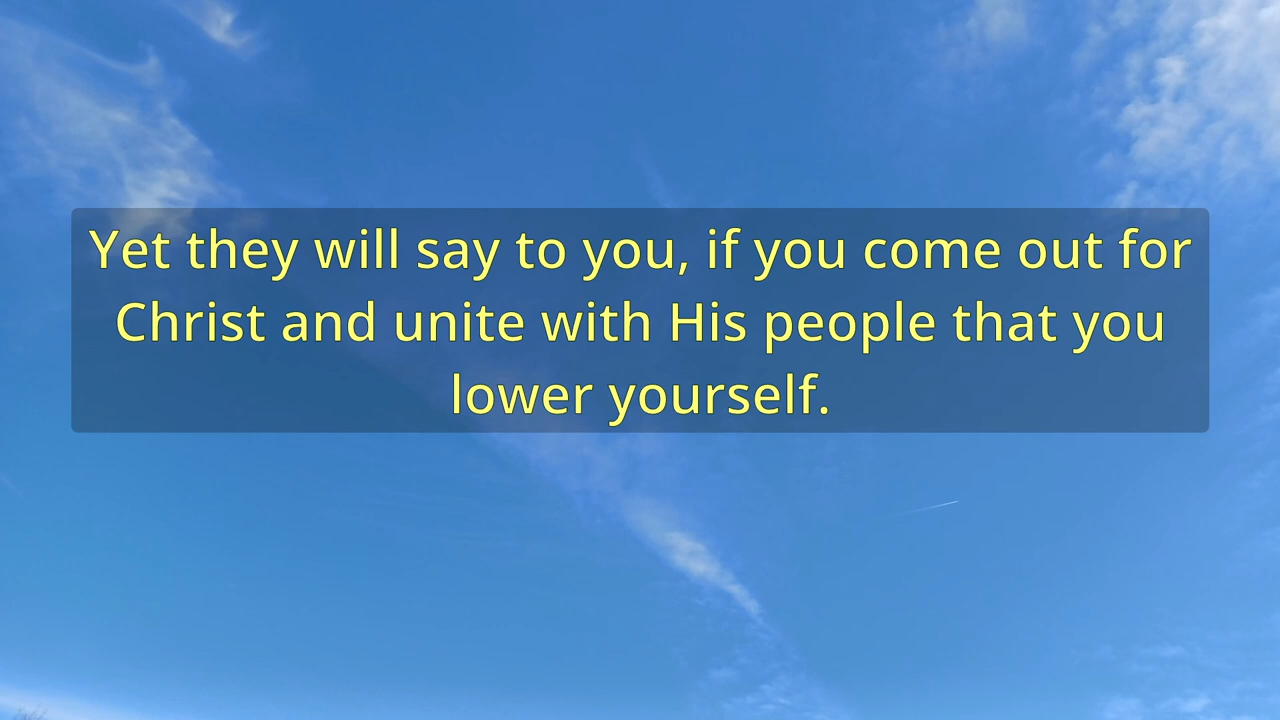 Yet they will say to you, if you come out for
Christ and unite with His people that you
lower yourself.